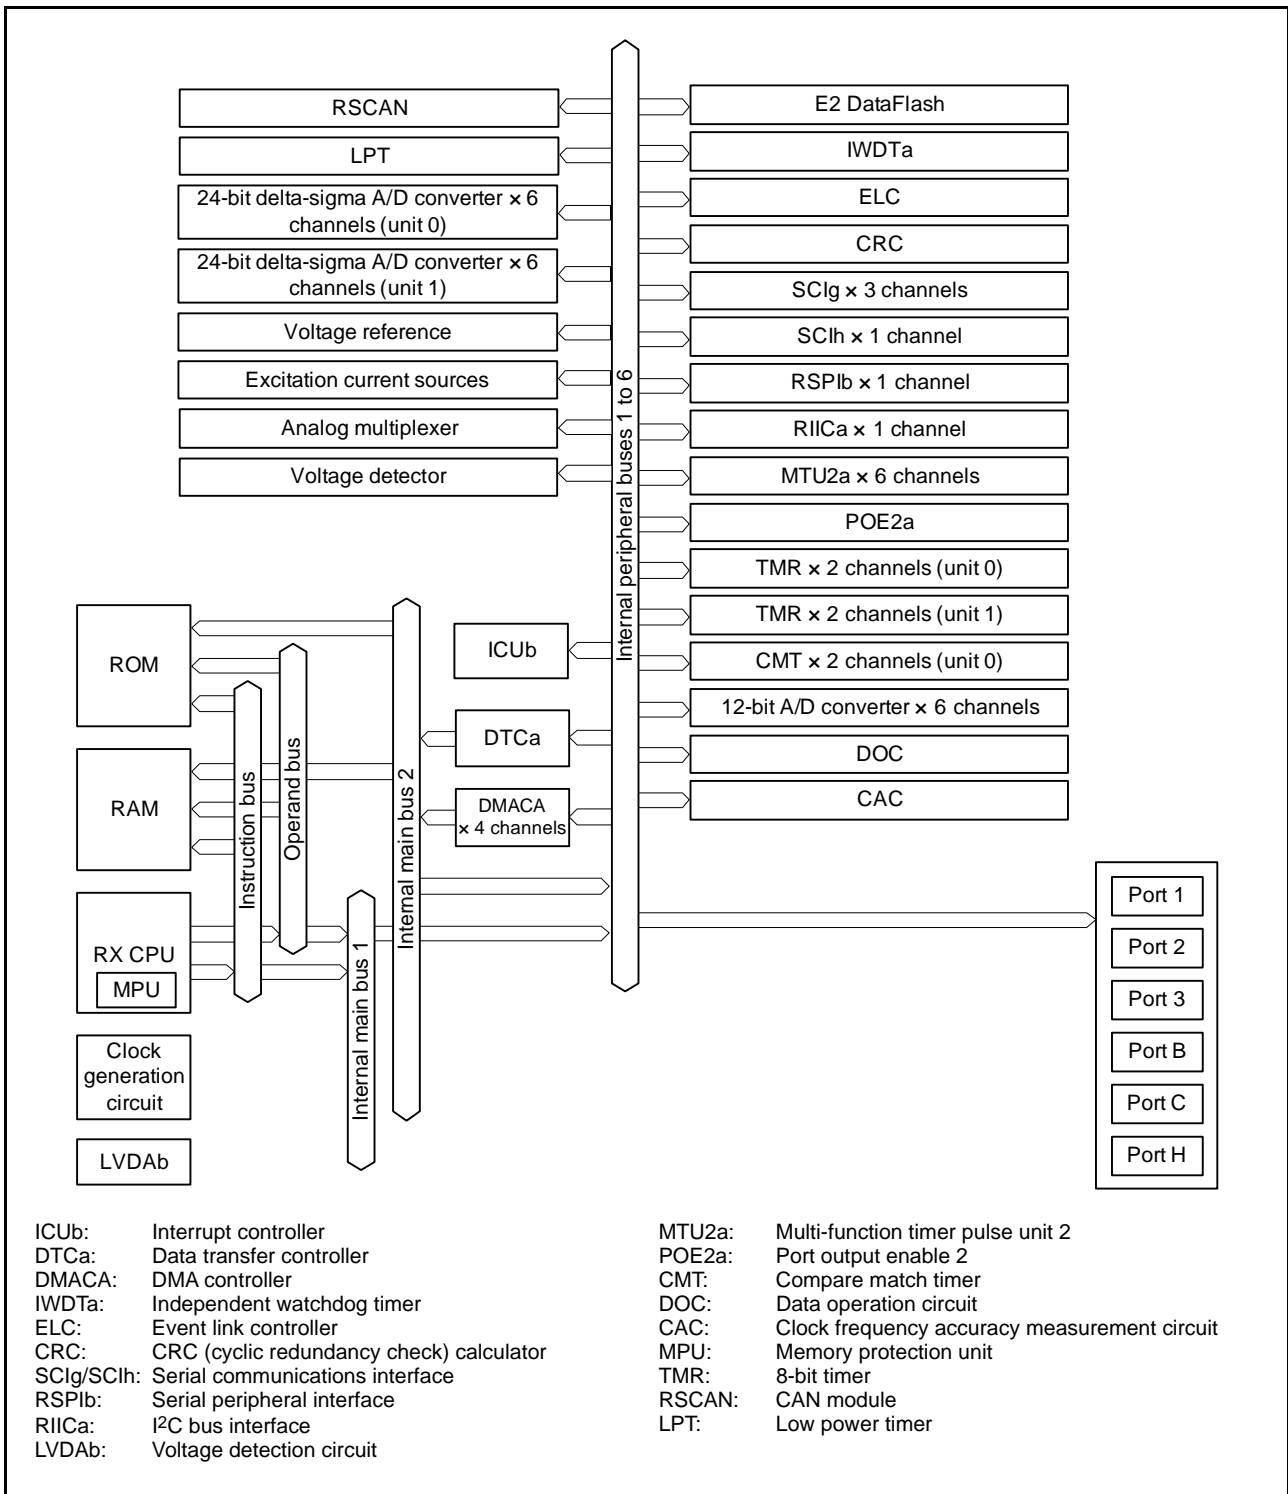 RSCAN
LPT
24-bit delta-sigma A/D converter × 6
channels (unit 0)
24-bit delta-sigma A/D converter × 6
channels (unit 1)
Voltage reference
Excitation current sources
Analog multiplexer
Voltage detector
Internal peripheral buses 1 to 6
E2 DataFlash
IWDTa
ELC
CRC
SCIg × 3 channels
SCIh × 1 channel
RSPIb × 1 channel
RIICa × 1 channel
MTU2a × 6 channels
POE2a
TMR × 2 channels (unit 0)
TMR × 2 channels (unit 1)
CMT × 2 channels (unit 0)
12-bit A/D converter × 6 channels
DOC
CAC
ROM
RAM
RX CPU
MPU
Clock
generation
circuit
LVDAb
Instruction bus
Operand bus
Internal main bus 1
Internal main bus 2
ICUb
DTCa
DMACA
× 4 channels
Port 1
Port 2
Port 3
Port B
Port C
Port H
ICUb: Interrupt controller
DTCa: Data transfer controller
DMACA: DMA controller
IWDTa: Independent watchdog timer
ELC: Event link controller
CRC: CRC (cyclic redundancy check) calculator
SCIg/SCIh: Serial communications interface
RSPIb: Serial peripheral interface
RIICa: I2C bus interface
LVDAb: Voltage detection circuit
MTU2a: Multi-function timer pulse unit 2
POE2a: Port output enable 2
CMT: Compare match timer
DOC: Data operation circuit
CAC: Clock frequency accuracy measurement circuit
MPU: Memory protection unit
TMR: 8-bit timer
RSCAN: CAN module
LPT: Low power timer